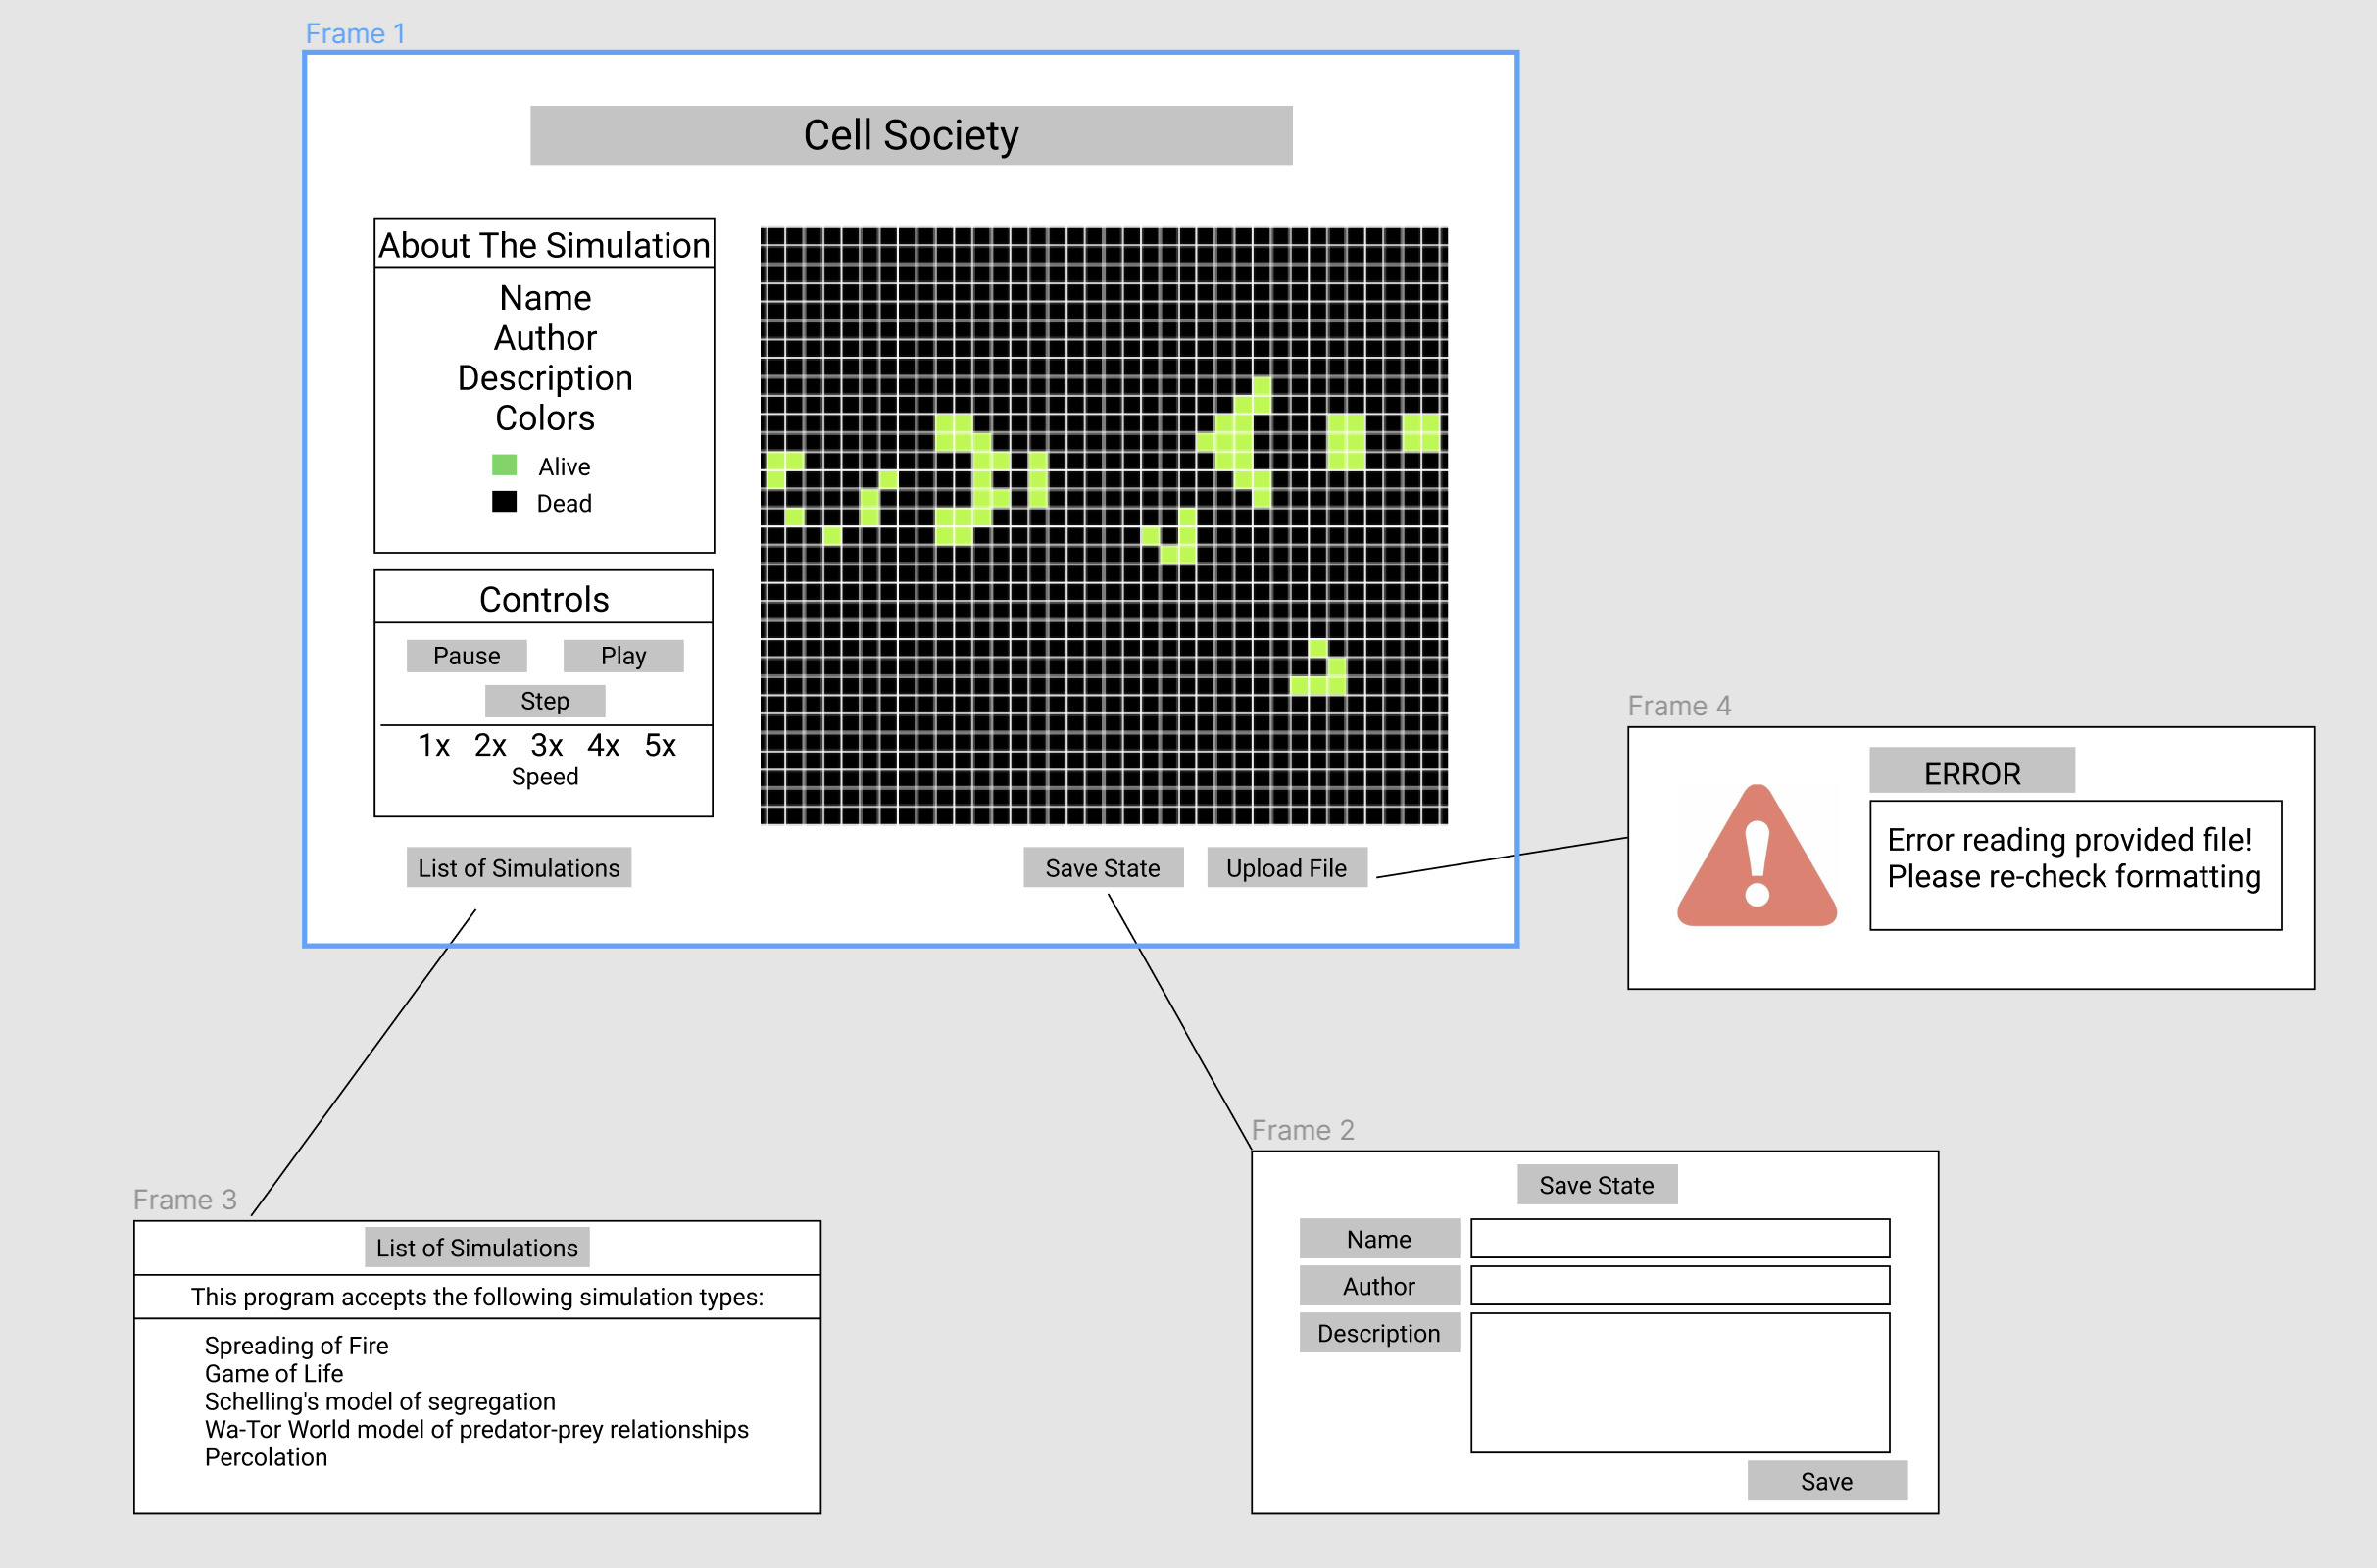 Frame 1
Cell Society
About The Simulation
Name
Author
Description
Colors
Alive
Dead
Controls
Pause
Play
Step
1x 2x 3x 4x 5x
Speed
List of Simulations
Save State
Upload File
Frame 4
ERROR
Error reading provided file!
Please re-check formatting
Frame 2
Save State
Name
Author
Description
Save
Frame 3
List of Simulations
This program accepts the following simulation types:
Spreading of Fire
Game of Life
Schelling's model of segregation
Wa-Tor World model of predator-prey relationships
Percolation